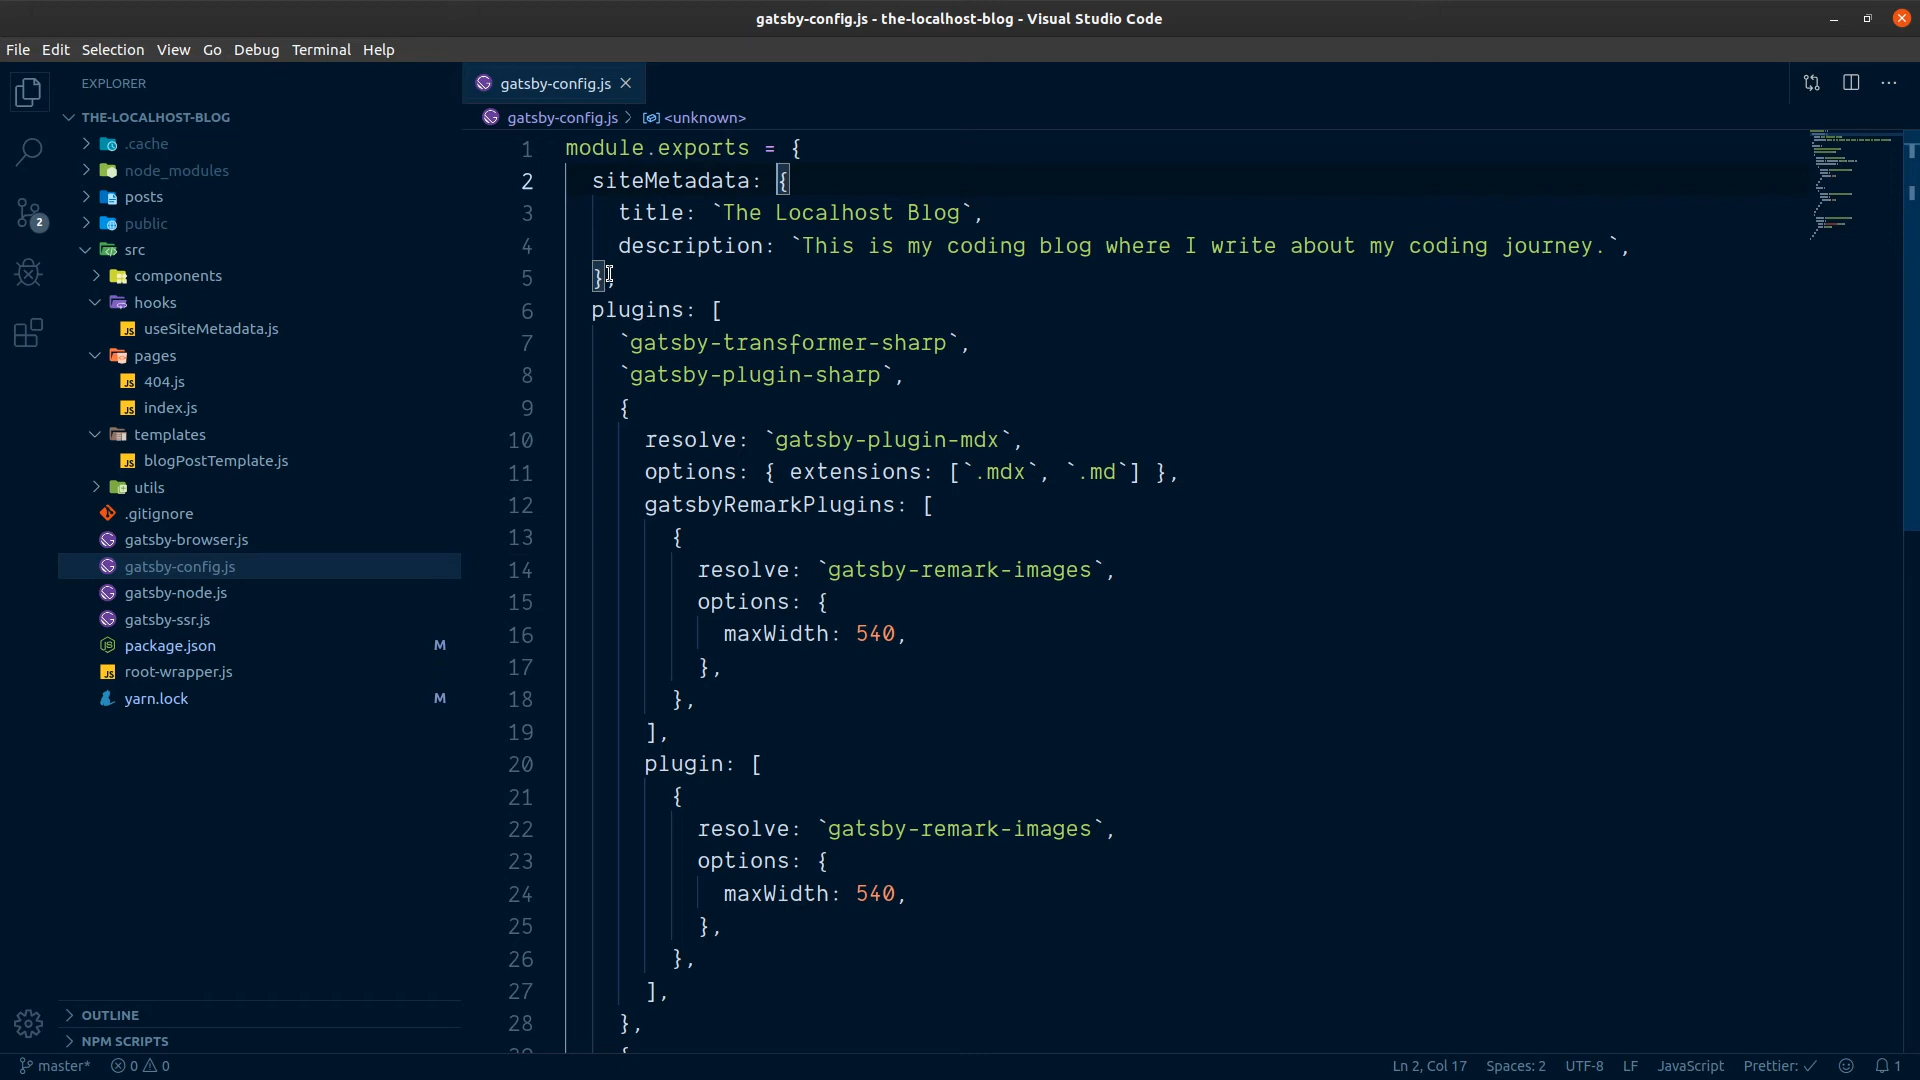 gatsby-config.js - the-localhost-blog - Visual Studio Code
File Edit Selection View Go Debug Terminal Help
EXPLORER
THE-LOCALHOST-BLOG
.cache
node_modules
posts
public
src
components
hooks
useSiteMetadata.js
pages
404.js
index.js
templates
blogPostTemplate.js
utils
.gitignore
gatsby-browser.js
gatsby-config.js
gatsby-node.js
gatsby-ssr.js
package.json M
root-wrapper.js
yarn.lock M
OUTLINE
NPM SCRIPTS
2
gatsby-config.js
gatsby-config.js > <unknown>
1 module.exports = {
2 siteMetadata: {
3 title: `The Localhost Blog`,
4 description: `This is my coding blog where I write about my coding journey.`,
5 },
6 plugins: [
7 `gatsby-transformer-sharp`,
8 `gatsby-plugin-sharp`,
9 {
10 resolve: `gatsby-plugin-mdx`,
11 options: { extensions: [`.mdx`, `.md`] },
12 gatsbyRemarkPlugins: [
13 {
14 resolve: `gatsby-remark-images`,
15 options: {
16 maxWidth: 540,
17 },
18 },
19 ],
20 plugin: [
21 {
22 resolve: `gatsby-remark-images`,
23 options: {
24 maxWidth: 540,
25 },
26 },
27 ],
28 },
master* 0 0 Ln 2, Col 17 Spaces: 2 UTF-8 LF JavaScript Prettier: ✓ 1